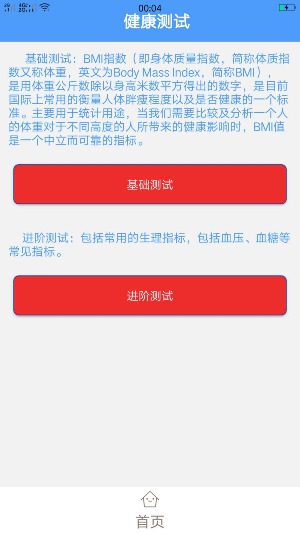 00:04
健康测试
基础测试：BMI指数（即身体质量指数，简称体质指
数又称体重，英文为Body Mass Index，简称BMI），
是用体重公斤数除以身高米数平方得出的数字，是目前
国际上常用的衡量人体胖瘦程度以及是否健康的一个标
准。主要用于统计用途，当我们需要比较及分析一个人
的体重对于不同高度的人所带来的健康影响时，BMI值
是一个中立而可靠的指标。
基础测试
进阶测试：包括常用的生理指标，包括血压、血糖等
常见指标。
进阶测试
首页